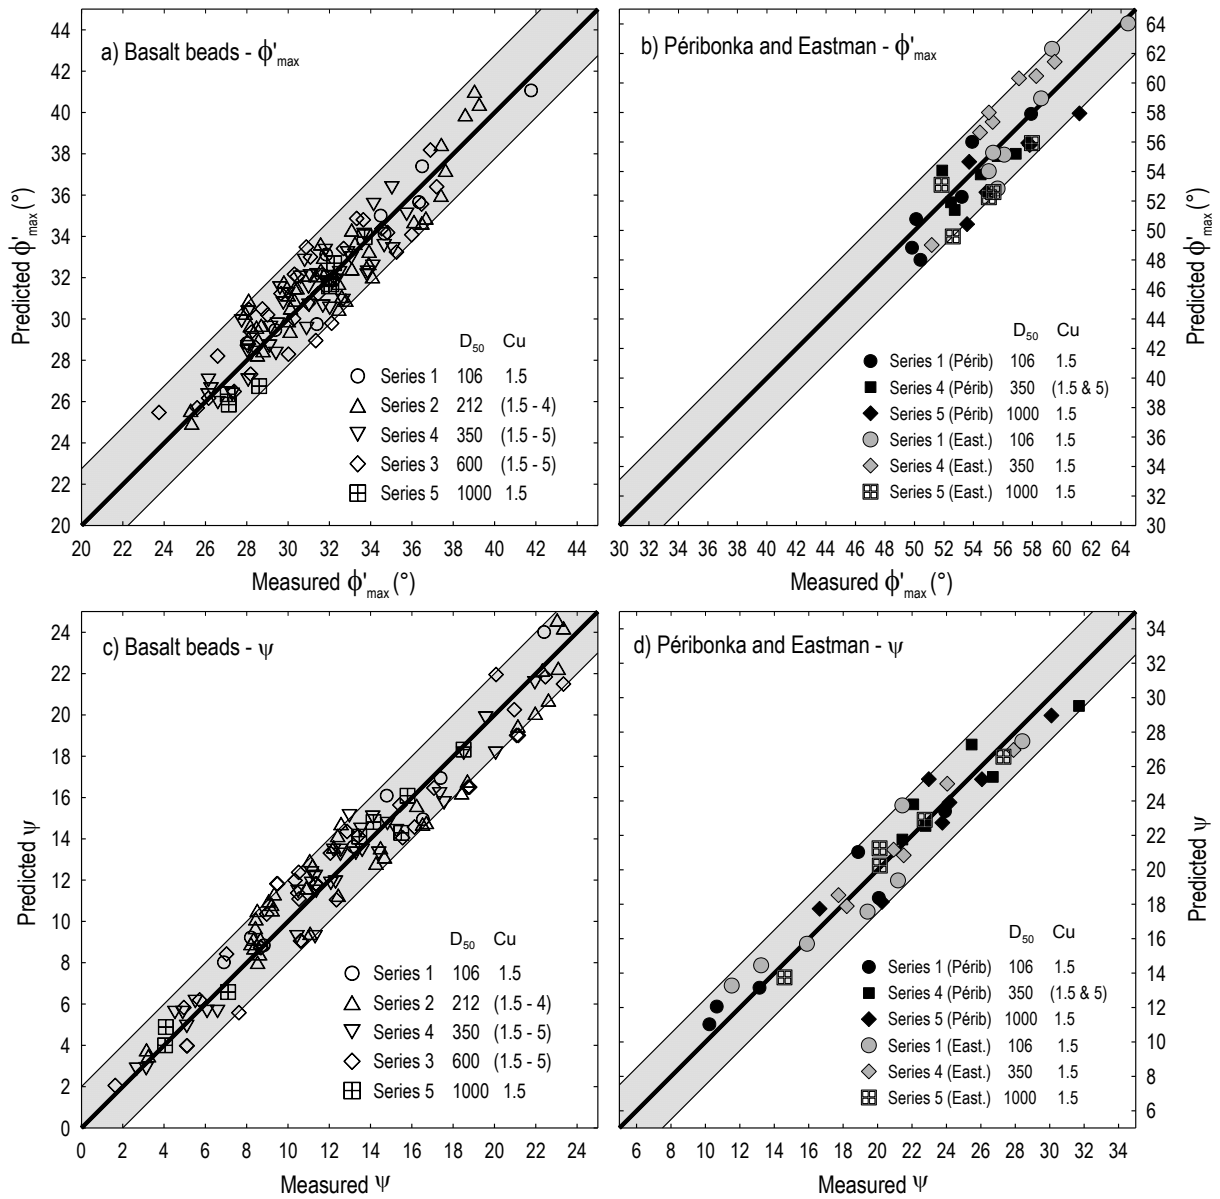 a) Basalt beads - ϕ'max
Predicted ϕ'max (°)
44
42
40
38
36
34
32
30
28
26
24
22
20
D50 Cu
Series 1 106 1.5
Series 2 212 (1.5 - 4)
Series 4 350 (1.5 - 5)
Series 3 600 (1.5 - 5)
Series 5 1000 1.5
20 22 24 26 28 30 32 34 36 38 40 42 44
Measured ϕ'max (°)
b) Péribonka and Eastman - ϕ'max
64
62
60
58
56
54
52
50
48
46
44
42
40
38
36
34
32
30
Predicted ϕ'max (°)
D50 Cu
Series 1 (Périb) 106 1.5
Series 4 (Périb) 350 (1.5 & 5)
Series 5 (Périb) 1000 1.5
Series 1 (East.) 106 1.5
Series 4 (East.) 350 1.5
Series 5 (East.) 1000 1.5
30 32 34 36 38 40 42 44 46 48 50 52 54 56 58 60 62 64
Measured ϕ'max (°)
c) Basalt beads - ψ
Predicted ψ
24
22
20
18
16
14
12
10
8
6
4
2
0
D50 Cu
Series 1 106 1.5
Series 2 212 (1.5 - 4)
Series 4 350 (1.5 - 5)
Series 3 600 (1.5 - 5)
Series 5 1000 1.5
0 2 4 6 8 10 12 14 16 18 20 22 24
Measured ψ
d) Péribonka and Eastman - ψ
34
32
30
28
26
24
22
20
18
16
14
12
10
8
6
Predicted ψ
D50 Cu
Series 1 (Périb) 106 1.5
Series 4 (Périb) 350 (1.5 & 5)
Series 5 (Périb) 1000 1.5
Series 1 (East.) 106 1.5
Series 4 (East.) 350 1.5
Series 5 (East.) 1000 1.5
6 8 10 12 14 16 18 20 22 24 26 28 30 32 34
Measured ψ